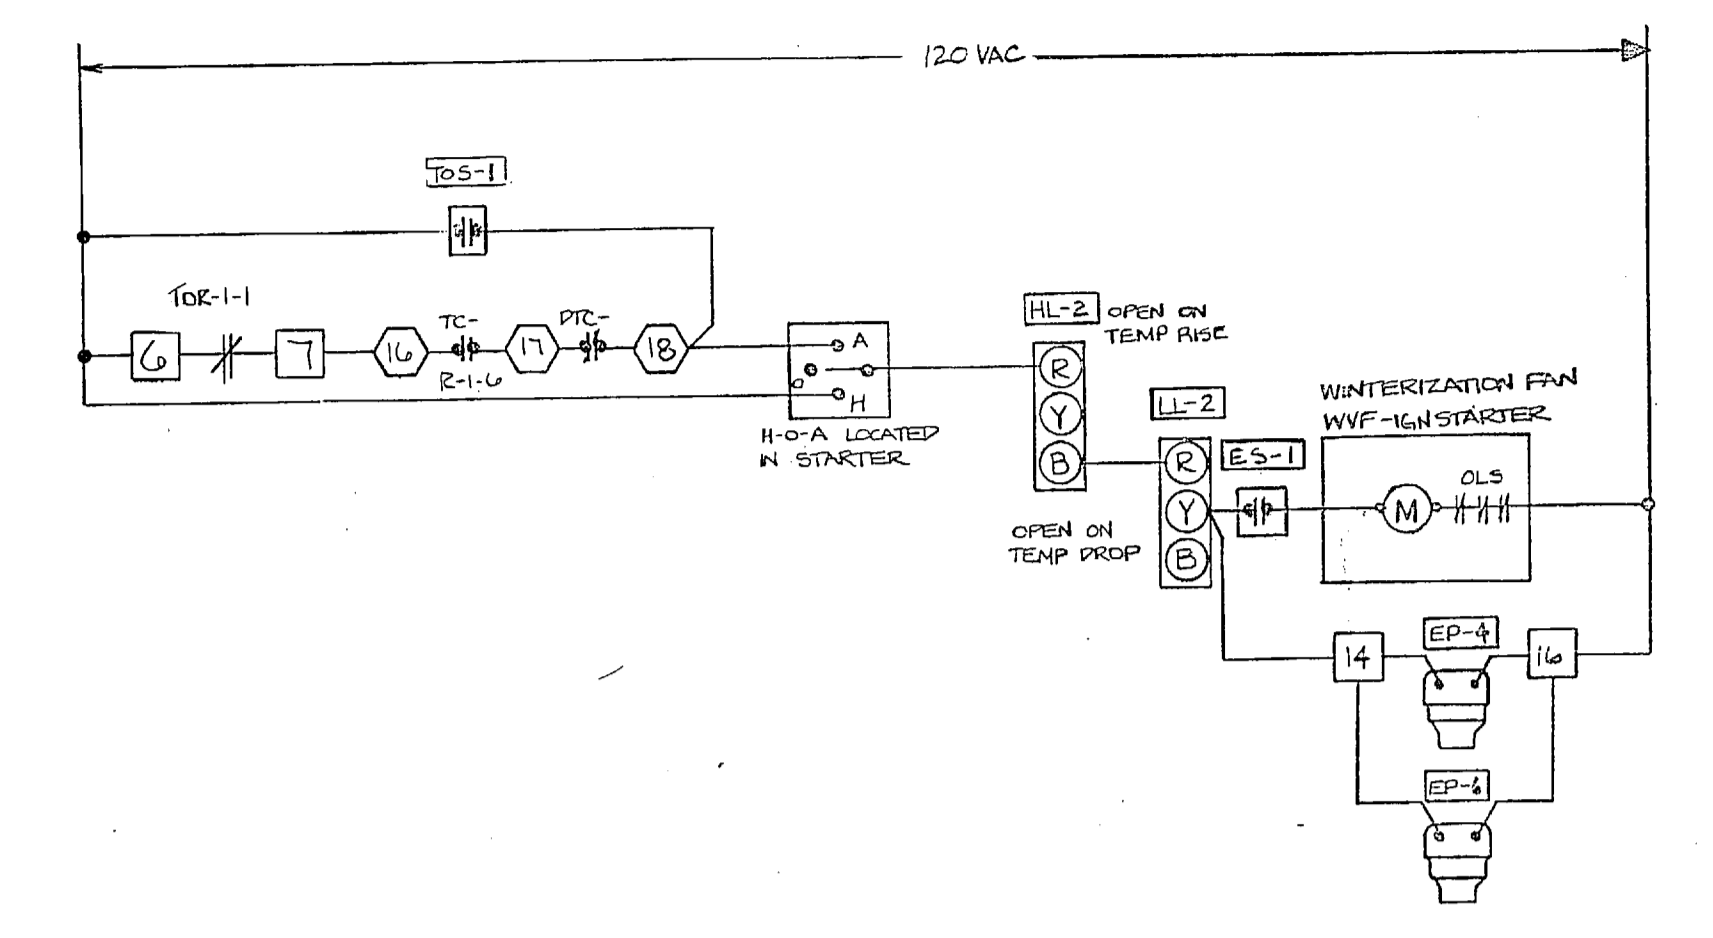 120 VAC
TOS-1
TDR-1-1
6
7
16
TC-
R-1-6
17
DTC-
18
A
O
H
H-O-A LOCATED
IN STARTER
HL-2
OPEN ON
TEMP RISE
R
Y
B
LL-2
R
Y
B
OPEN ON
TEMP DROP
ES-1
WINTERIZATION FAN
WVF-IGN STARTER
M
OLS
14
EP-4
16
EP-6